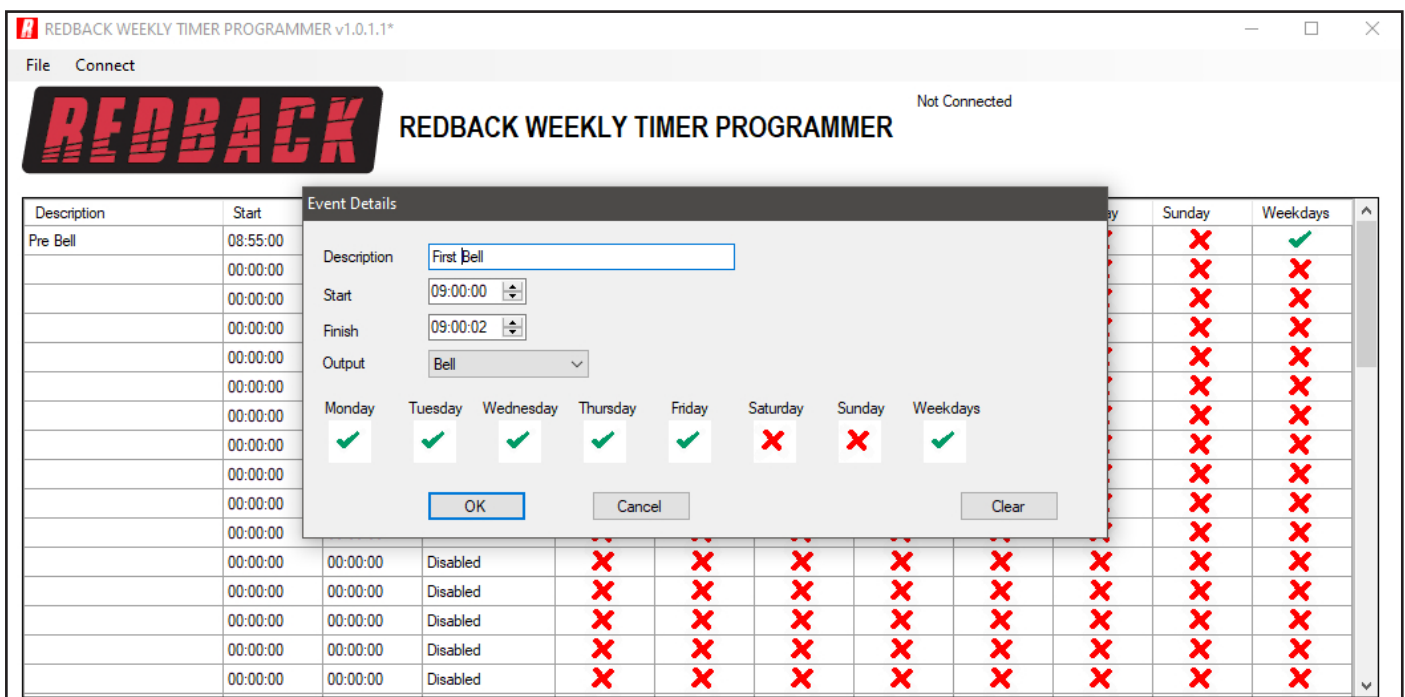 REDBACK WEEKLY TIMER PROGRAMMER v1.0.1.1*
File Connect
REDBACK
REDBACK WEEKLY TIMER PROGRAMMER
Not Connected
Description Start ay Sunday Weekdays
Pre Bell 08:55:00
00:00:00
00:00:00
00:00:00
00:00:00
00:00:00
00:00:00
00:00:00
00:00:00
00:00:00
00:00:00
Event Details
Description First Bell
Start 09:00:00
Finish 09:00:02
Output Bell
Monday Tuesday Wednesday Thursday Friday Saturday Sunday Weekdays
OK Cancel Clear
00:00:00 00:00:00 Disabled
00:00:00 00:00:00 Disabled
00:00:00 00:00:00 Disabled
00:00:00 00:00:00 Disabled
00:00:00 00:00:00 Disabled